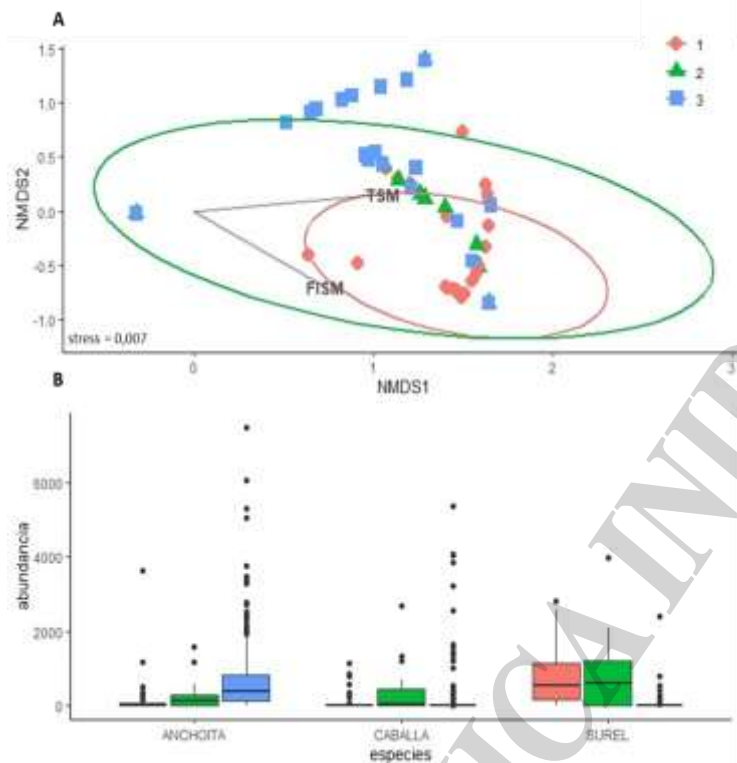 A
1
2
3
1.5
1.0
0.5
0.0
-0.5
-1.0
NMDS2
TSM
FISM
stress = 0,007
0
1
2
3
NMDS1
B
6000
4000
2000
0
abundancia
ANCHOITA
CABALLA
SUREL
especies